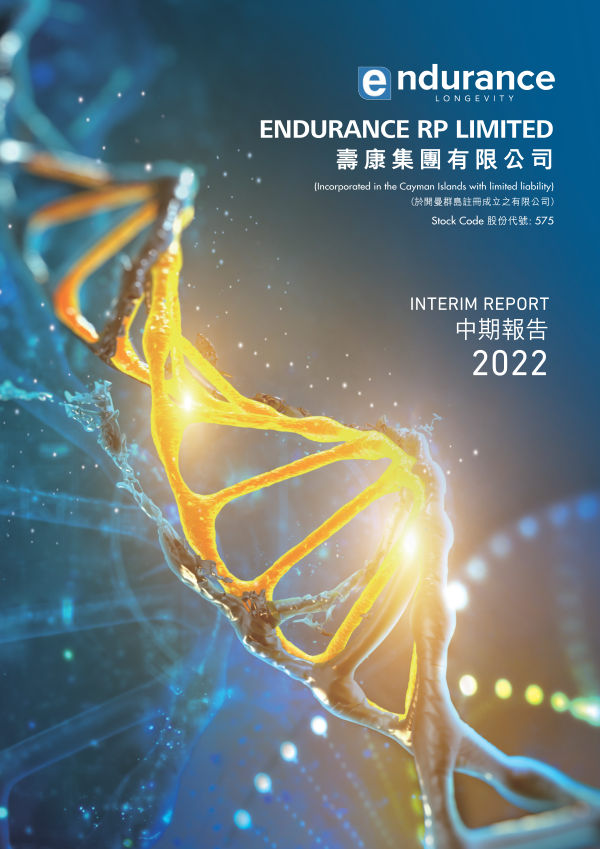 endurance
LONGEVITY
ENDURANCE RP LIMITED
壽康集團有限公司
(Incorporated in the Cayman Islands with limited liability)
(於開曼群島註冊成立之有限公司)
Stock Code 股份代號: 575
INTERIM REPORT
中期報告
2022